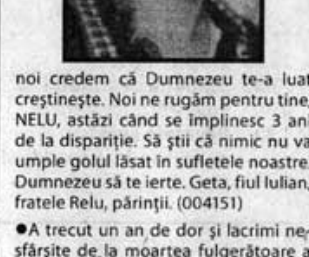 noi credem că Dumnezeu te-a luat
creştineşte. Noi ne rugăm pentru tine,
NELU, astăzi când se împlinesc 3 ani
de la dispariţie. Să ştii că nimic nu va
umple golul lăsat în sufletele noastre.
Dumnezeu să te ierte. Geta, fiul Iulian,
fratele Relu, părinţii. (004151)
●A trecut un an de dor şi lacrimi ne-
sfârşite de la moartea fulgerătoare a